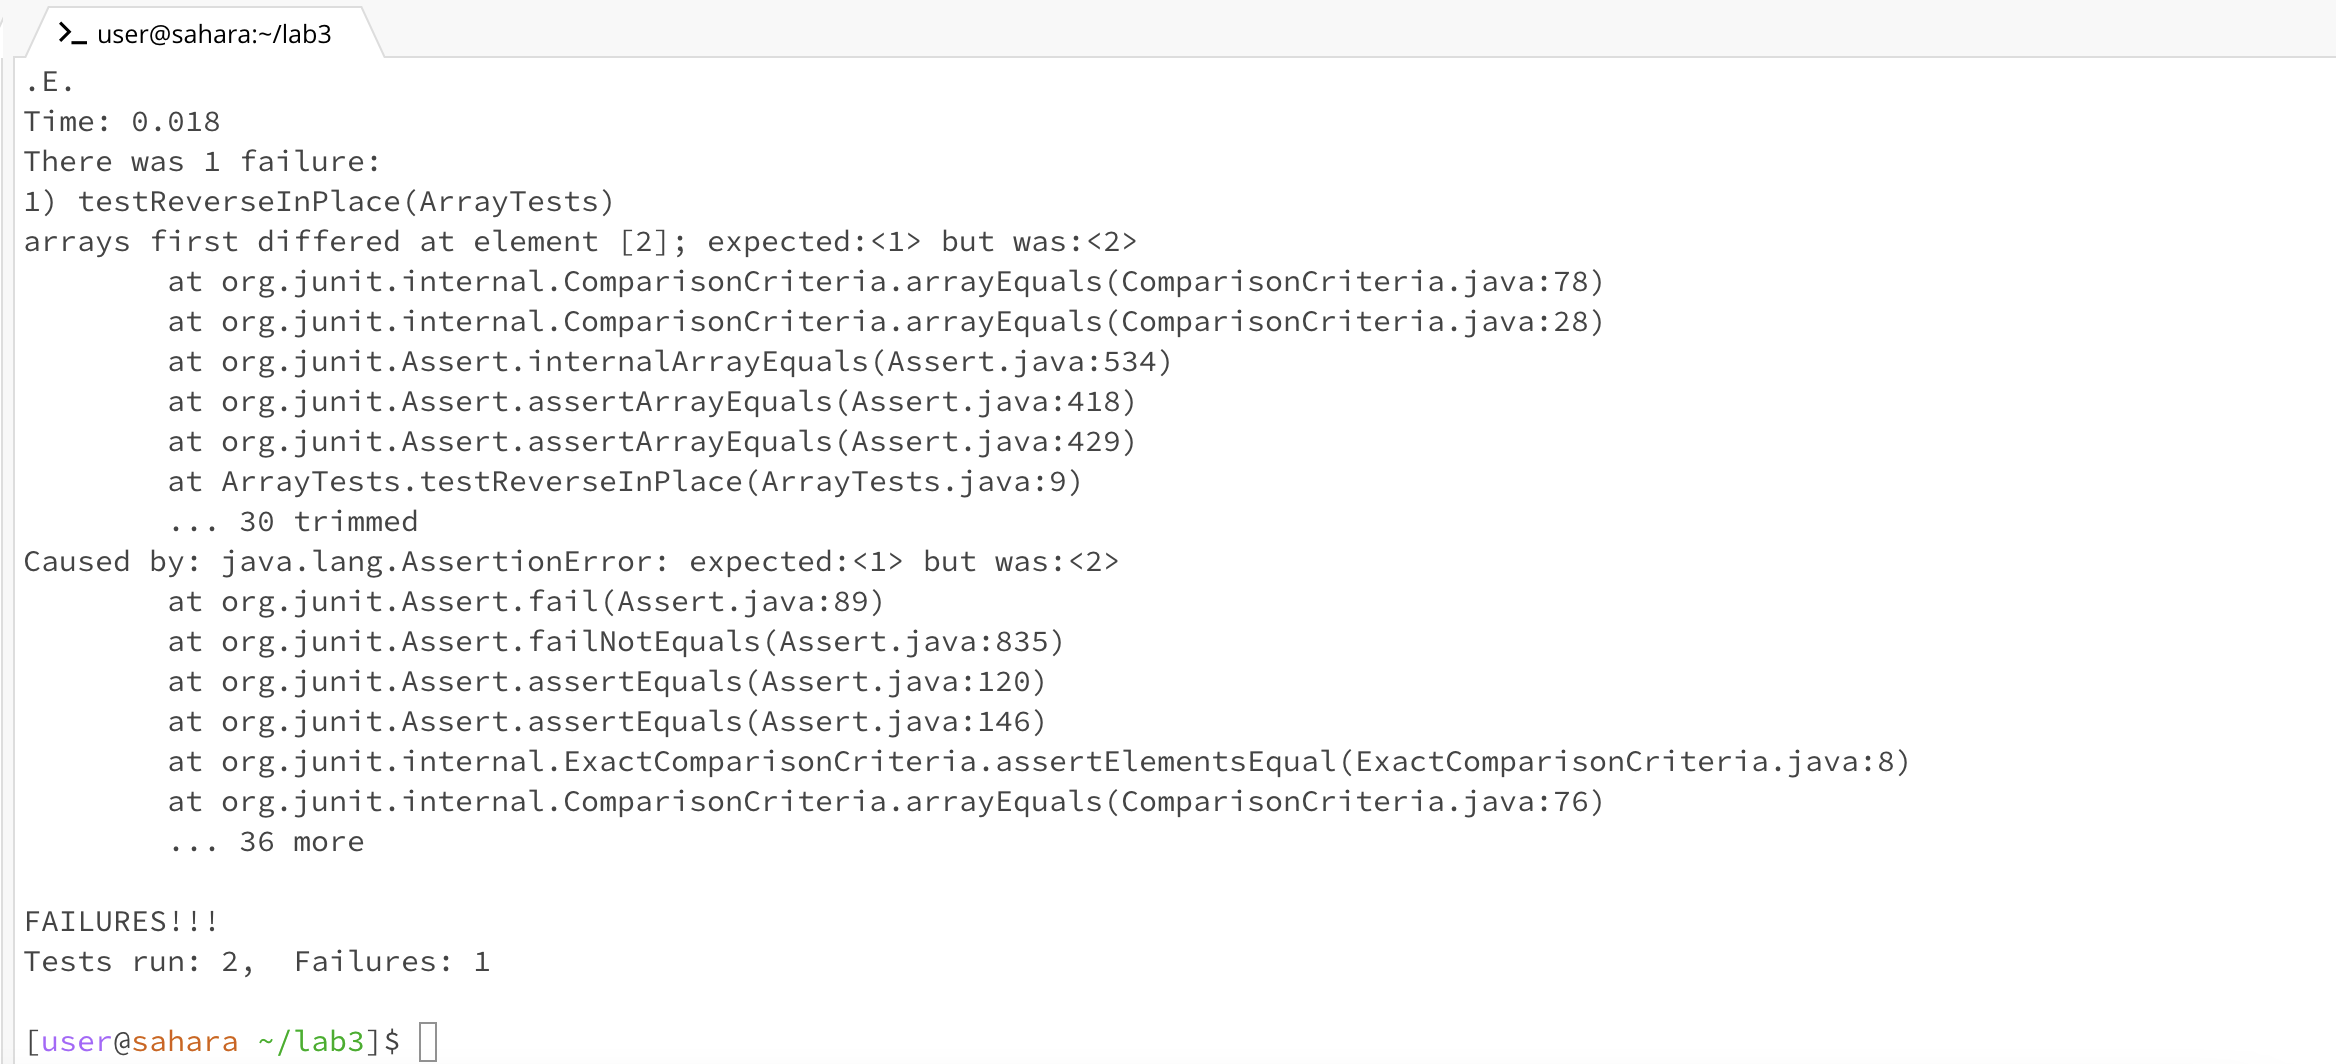 >_ user@sahara:~/lab3
.E.
Time: 0.018
There was 1 failure:
1) testReverseInPlace(ArrayTests)
arrays first differed at element [2]; expected:<1> but was:<2>
        at org.junit.internal.ComparisonCriteria.arrayEquals(ComparisonCriteria.java:78)
        at org.junit.internal.ComparisonCriteria.arrayEquals(ComparisonCriteria.java:28)
        at org.junit.Assert.internalArrayEquals(Assert.java:534)
        at org.junit.Assert.assertArrayEquals(Assert.java:418)
        at org.junit.Assert.assertArrayEquals(Assert.java:429)
        at ArrayTests.testReverseInPlace(ArrayTests.java:9)
        ... 30 trimmed
Caused by: java.lang.AssertionError: expected:<1> but was:<2>
        at org.junit.Assert.fail(Assert.java:89)
        at org.junit.Assert.failNotEquals(Assert.java:835)
        at org.junit.Assert.assertEquals(Assert.java:120)
        at org.junit.Assert.assertEquals(Assert.java:146)
        at org.junit.internal.ExactComparisonCriteria.assertElementsEqual(ExactComparisonCriteria.java:8)
        at org.junit.internal.ComparisonCriteria.arrayEquals(ComparisonCriteria.java:76)
        ... 36 more

FAILURES!!!
Tests run: 2,  Failures: 1

[user@sahara ~/lab3]$